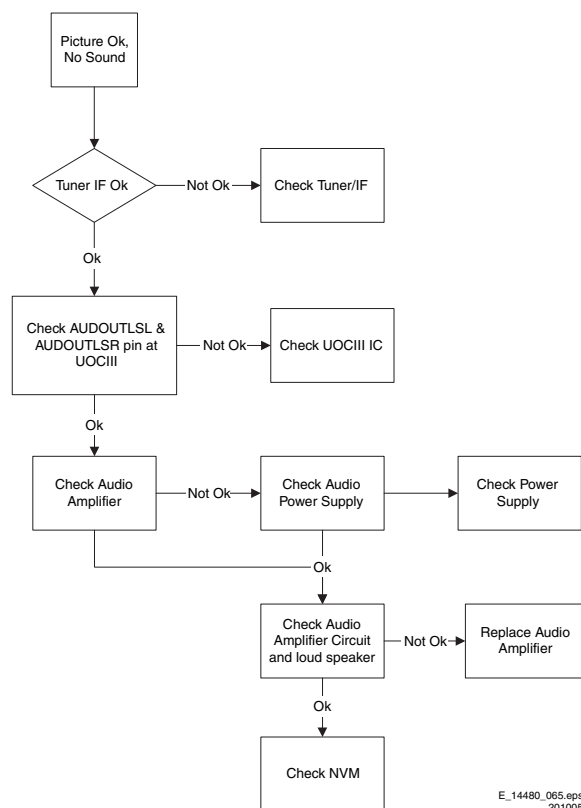 Picture Ok,
No Sound
Tuner IF Ok
Not Ok
Check Tuner/IF
Ok
Check AUDOUTLSL &
AUDOUTLSR pin at
UOCIII
Not Ok
Check UOCIII IC
Ok
Check Audio
Amplifier
Not Ok
Check Audio
Power Supply
Check Power
Supply
Ok
Check Audio
Amplifier Circuit
and loud speaker
Not Ok
Replace Audio
Amplifier
Ok
Check NVM
E_14480_065.eps